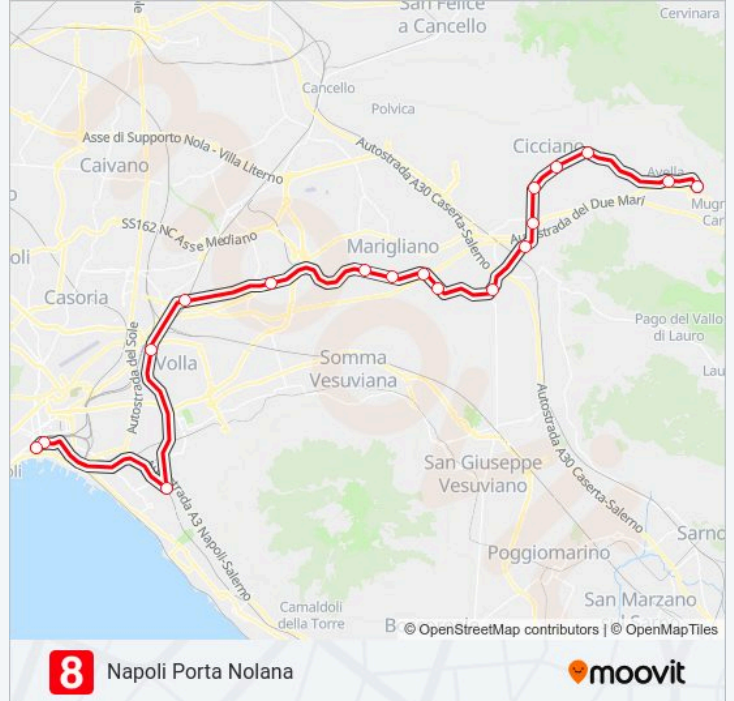 San Felice
a Cancello
Cervinara
Cancello
Polvica
Asse di Supporto Nola - Villa Literno
Caivano
Autostrada A30 Caserta-Salerno
Cicciano
Avella
Mugn
Car
Autostrada dei Due Mari
SS162 NC Asse Mediano
oli
Marigliano
Casoria
Autostrada del Sole
Pago del Vallo
di Lauro
Volla
Somma
Vesuviana
Lau
Autostrada A30 Caserta-Salerno
oli
Autostrada A3 Napoli-Salerno
San Giuseppe
Vesuviano
Sarno
Poggiomarino
San Marzano
Camaldoli
della Torre
© OpenStreetMap contributors | © OpenMapTiles
8 Napoli Porta Nolana
moovit